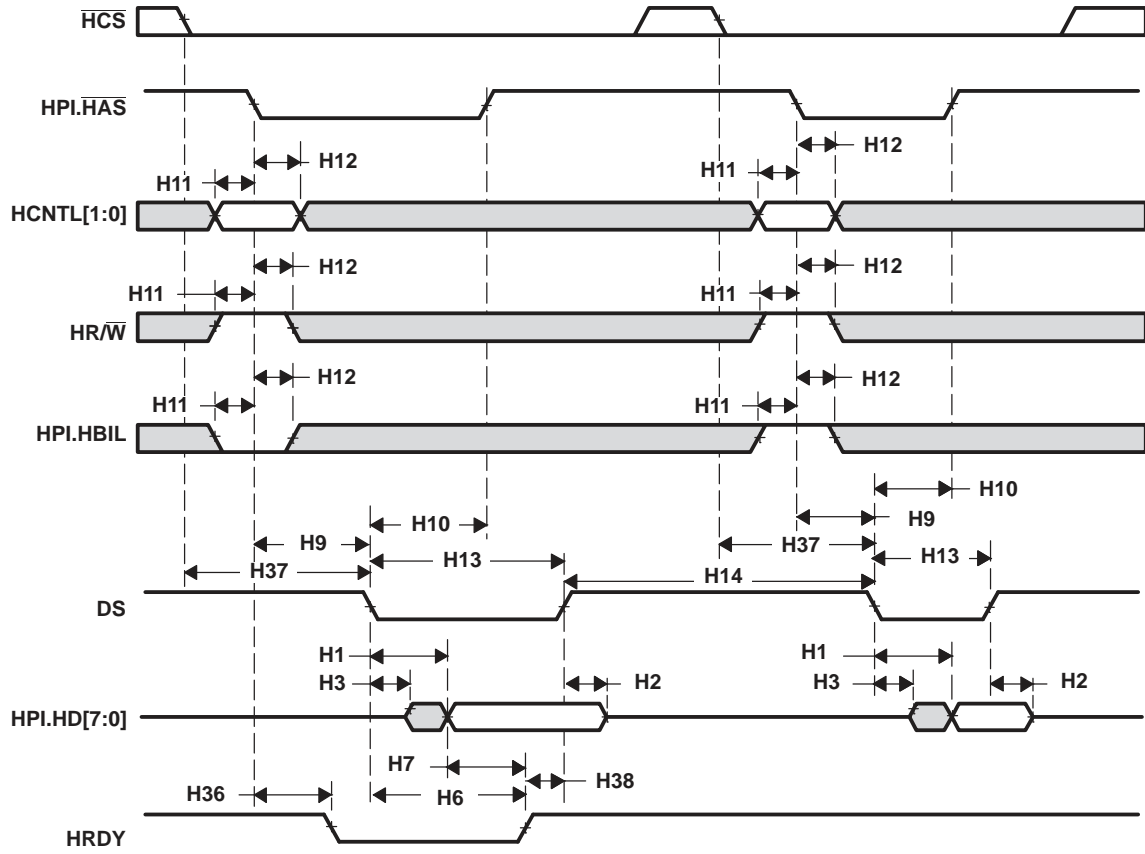 HCS
HPI.HAS
H12
H12
H11
H11
HCNTL[1:0]
H12
H12
H11
H11
HR/W
H12
H12
H11
H11
HPI.HBIL
H10
H10
H9
H9
H13
H37
H13
H37
H14
DS
H1
H1
H3
H2
H3
H2
HPI.HD[7:0]
H7
H38
H36
H6
HRDY